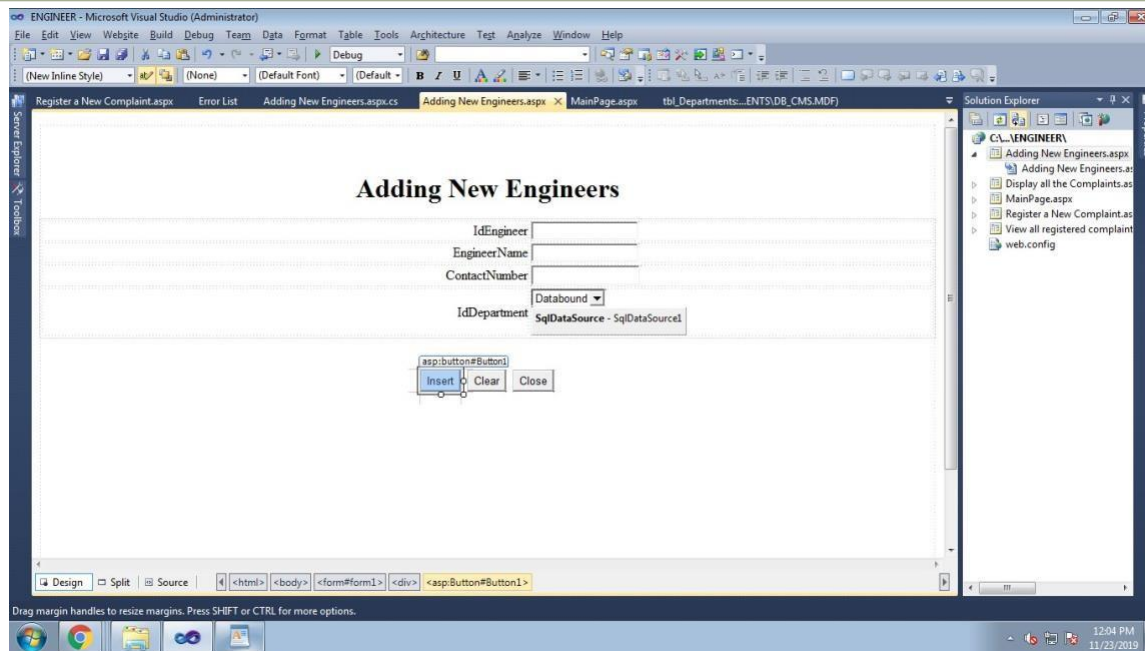 ENGINEER - Microsoft Visual Studio (Administrator)
File Edit View Website Build Debug Team Data Format Table Tools Architecture Test Analyze Window Help
Debug
(New Inline Style) (None) (Default Font) (Default B I U A
Register a New Complaint.aspx Error List Adding New Engineers.aspx.cs Adding New Engineers.aspx MainPage.aspx tbl_Departments:...ENTS\DB_CMS.MDF)
Server Explorer
Toolbox
Adding New Engineers
IdEngineer
EngineerName
ContactNumber
IdDepartment Databound
SqlDataSource - SqlDataSource1
asp:button#Button1
Insert Clear Close
Solution Explorer
C:\...\ENGINEER\
Adding New Engineers.aspx
Adding New Engineers.as
Display all the Complaints.as
MainPage.aspx
Register a New Complaint.as
View all registered complaint
web.config
Design Split Source <html> <body> <form#form1> <div> <asp:Button#Button1>
Drag margin handles to resize margins. Press SHIFT or CTRL for more options.
12:04 PM
11/23/2019